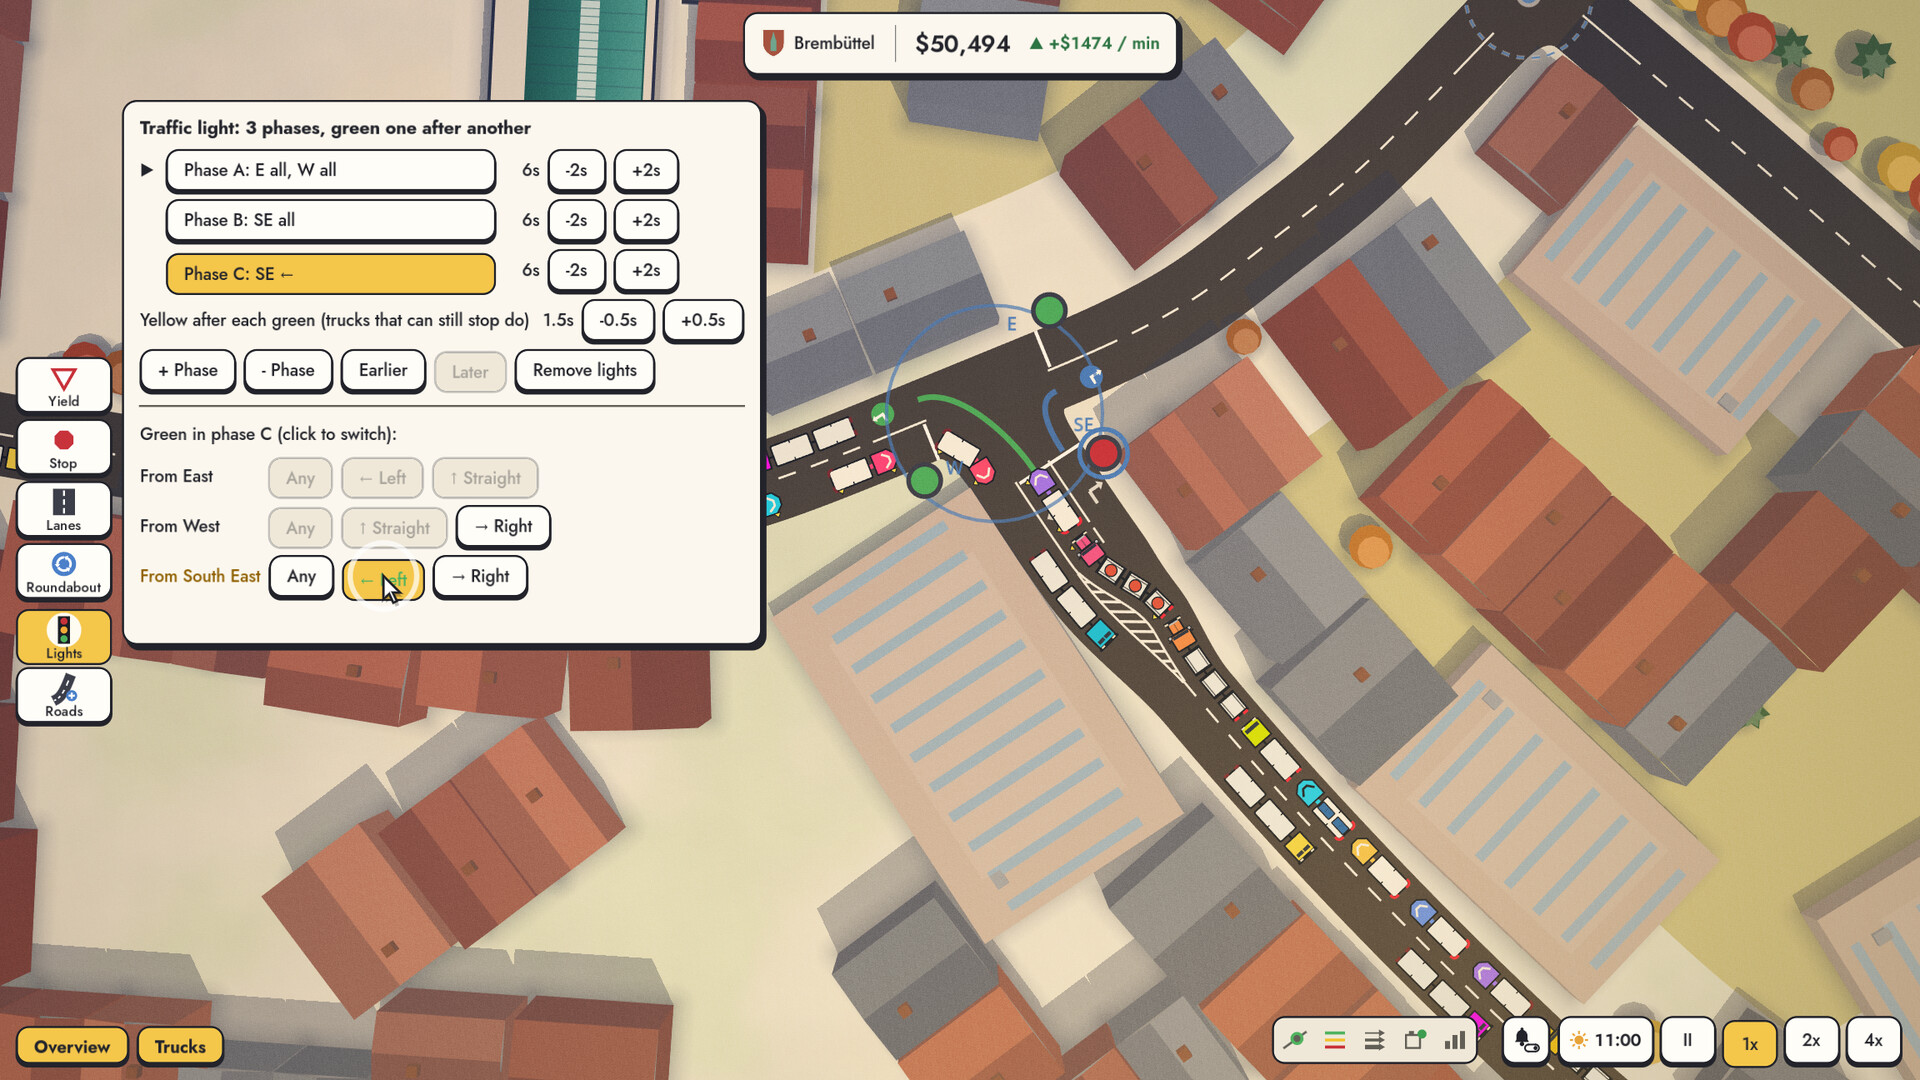 Brembüttel $50,494 ▲ +$1474 / min
Traffic light: 3 phases, green one after another
▶ Phase A: E all, W all 6s -2s +2s
Phase B: SE all 6s -2s +2s
Phase C: SE ← 6s -2s +2s
Yellow after each green (trucks that can still stop do) 1.5s -0.5s +0.5s
+ Phase - Phase Earlier Later Remove lights
Green in phase C (click to switch):
From East Any ← Left ↑ Straight
From West Any ↑ Straight → Right
From South East Any ← Left → Right
Yield
Stop
Lanes
Roundabout
Lights
Roads
E
SE
W
Overview Trucks
11:00 II 1x 2x 4x